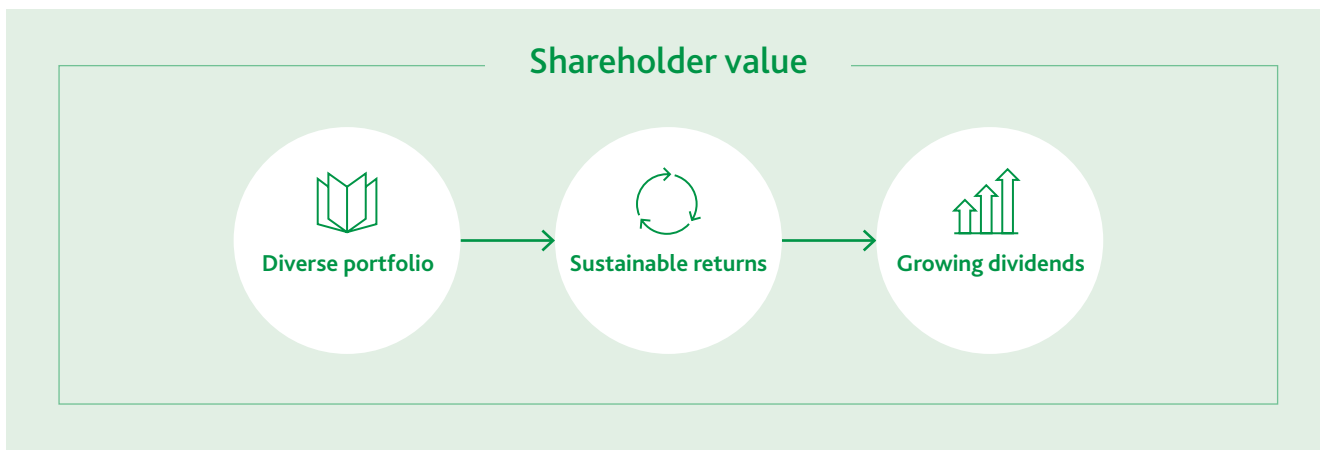 Shareholder value
Diverse portfolio
Sustainable returns
Growing dividends